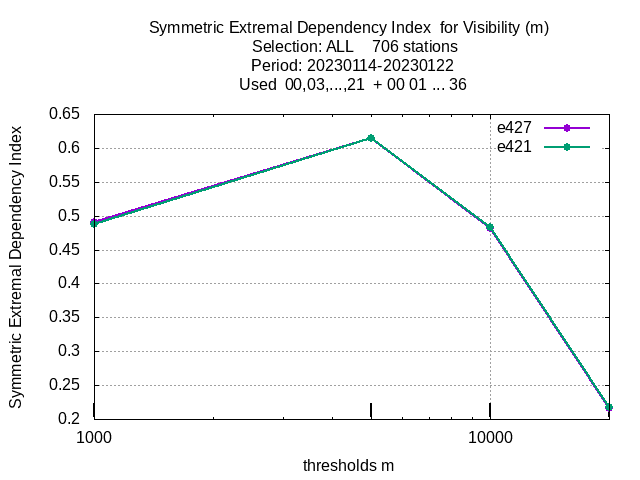 Symmetric Extremal Dependency Index  for Visibility (m)
Selection: ALL    706 stations
Period: 20230114-20230122
Used  00,03,...,21  + 00 01 ... 36
e427
e421
Symmetric Extremal Dependency Index
0.65
0.6
0.55
0.5
0.45
0.4
0.35
0.3
0.25
0.2
1000
10000
thresholds m